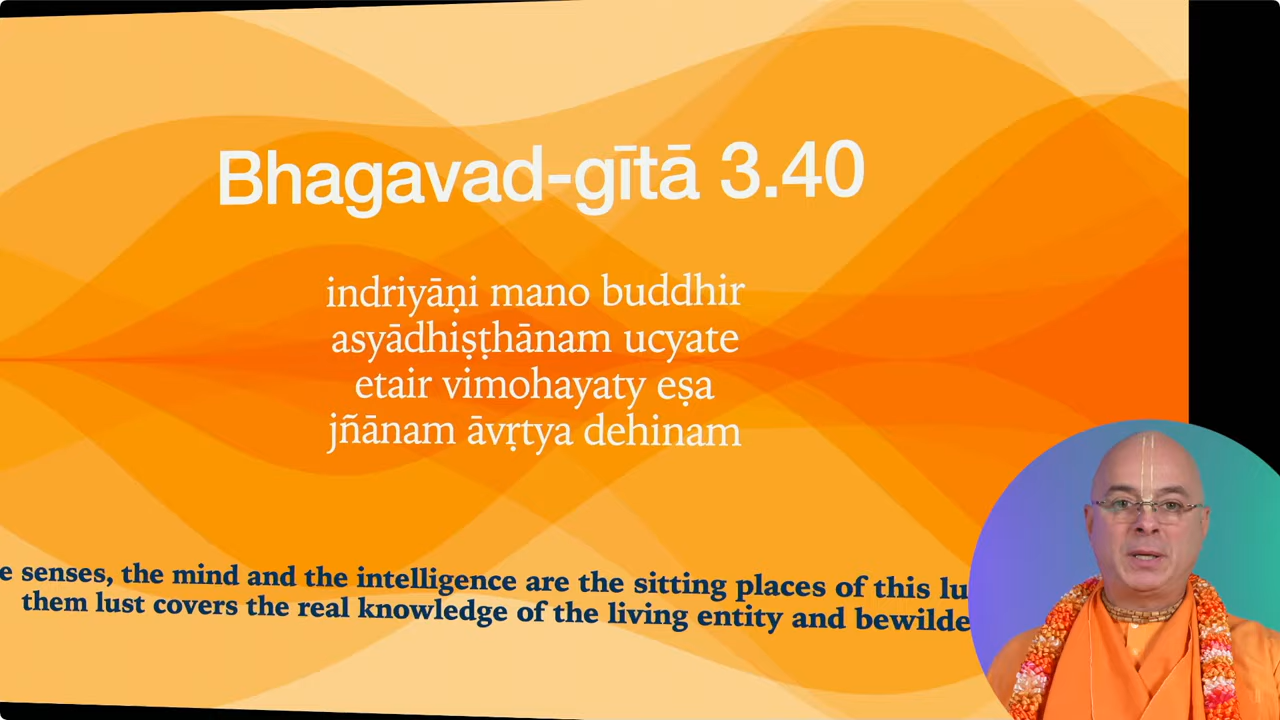 Bhagavad-gītā 3.40
indriyāṇi mano buddhir
asyādhiṣṭhānam ucyate
etair vimohayaty eṣa
jñānam āvṛtya dehinam
senses, the mind and the intelligence are the sitting places of this
them lust covers the real knowledge of the living entity and